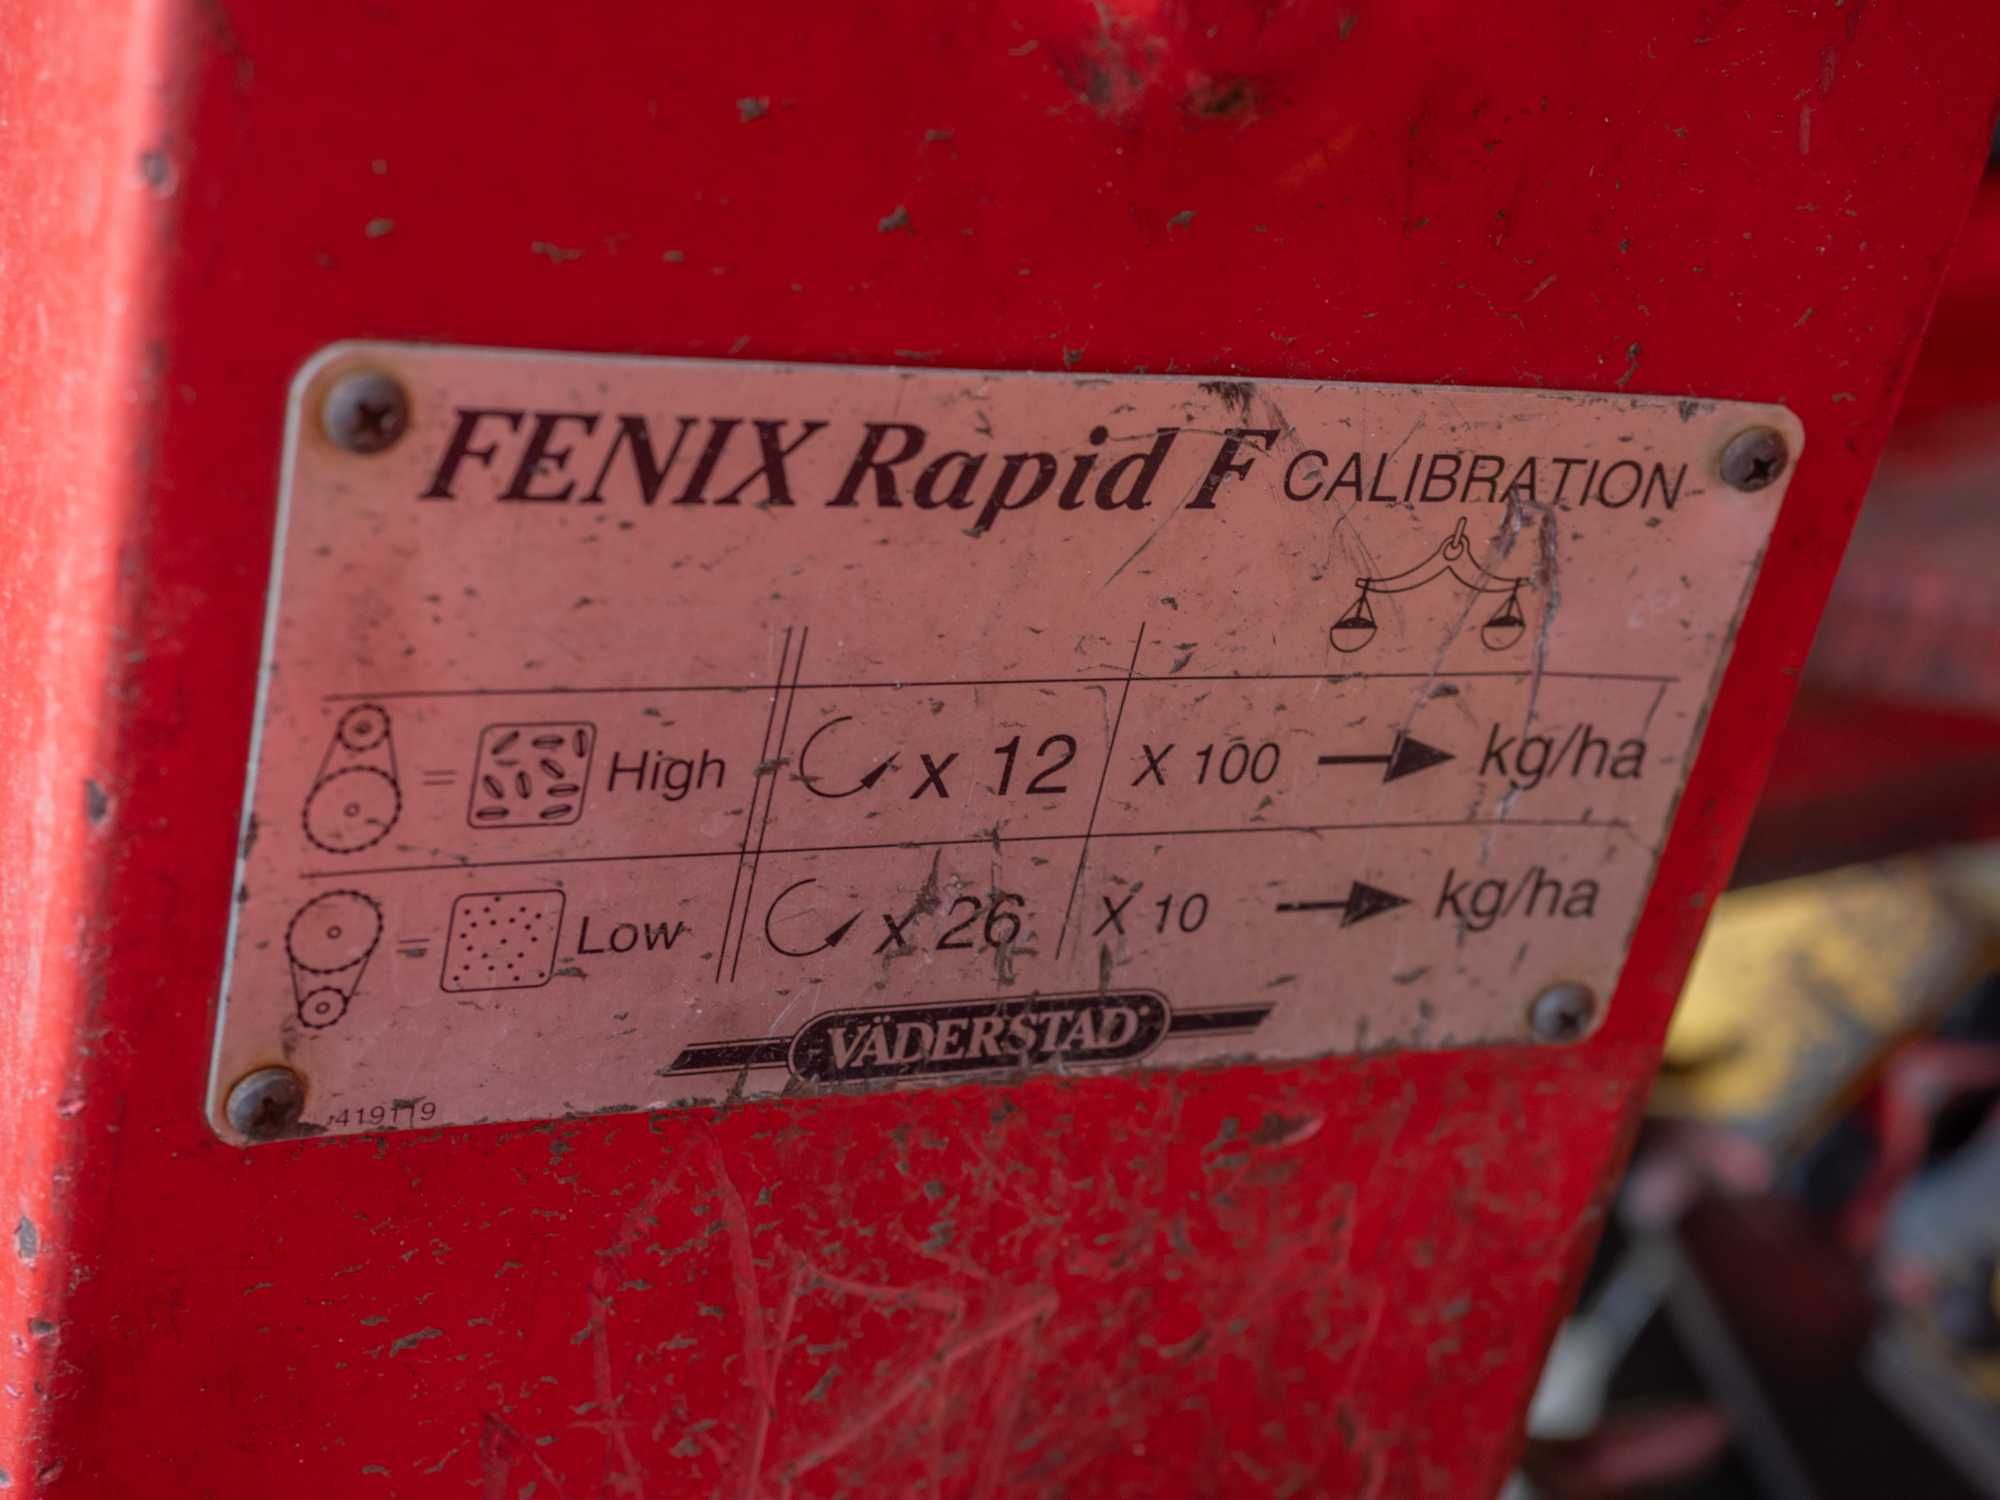 FENIX Rapid F CALIBRATION
= High x 12 X 100 kg/ha
= Low x 26 X 10 kg/ha
VÄDERSTAD
419119